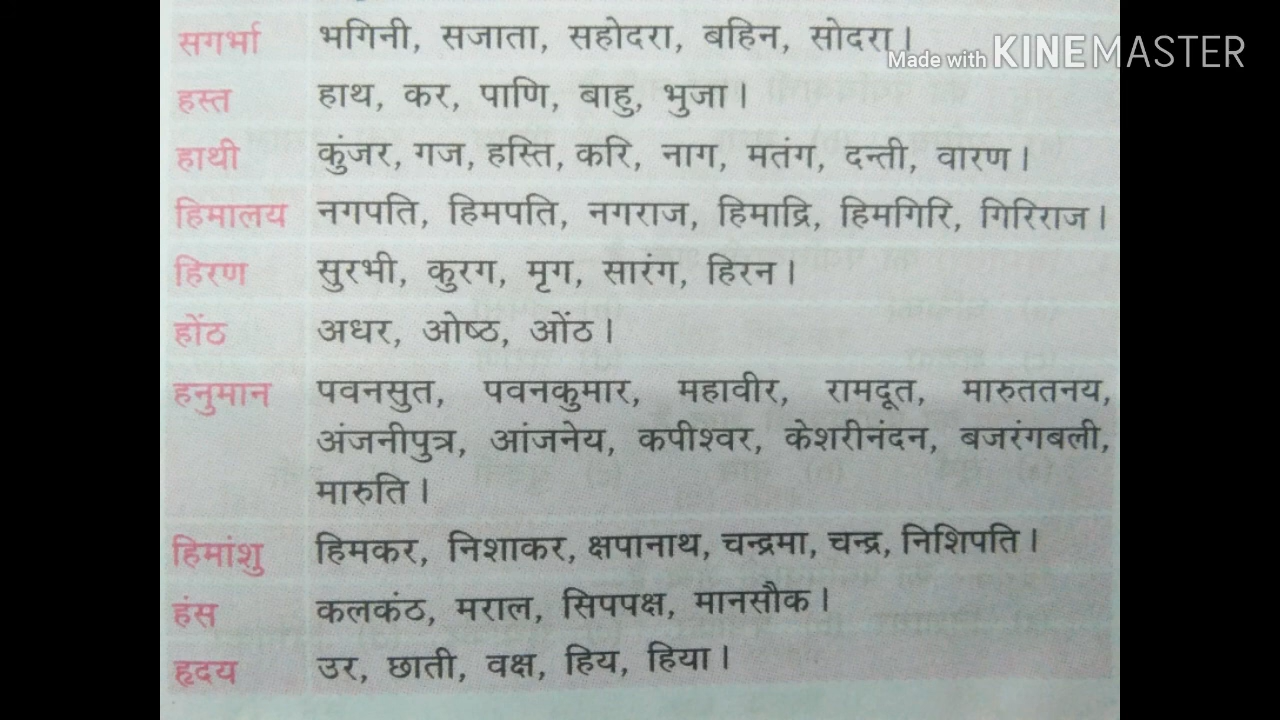 सगर्भा भगिनी, सजाता, सहोदरा, बहिन, सोदरा।
Made with KINEMASTER
हस्त हाथ, कर, पाणि, बाहु, भुजा।
हाथी कुंजर, गज, हस्ति, करि, नाग, मतंग, दन्ती, वारण।
हिमालय नगपति, हिमपति, नगराज, हिमाद्रि, हिमगिरि, गिरिराज।
हिरण सुरभी, कुरग, मृग, सारंग, हिरन।
होंठ अधर, ओष्ठ, ओंठ।
हनुमान पवनसुत, पवनकुमार, महावीर, रामदूत, मारुततनय,
अंजनीपुत्र, आंजनेय, कपीश्वर, केशरीनंदन, बजरंगबली,
मारुति।
हिमांशु हिमकर, निशाकर, क्षपानाथ, चन्द्रमा, चन्द्र, निशिपति।
हंस कलकंठ, मराल, सिपपक्ष, मानसौक।
हृदय उर, छाती, वक्ष, हिय, हिया।